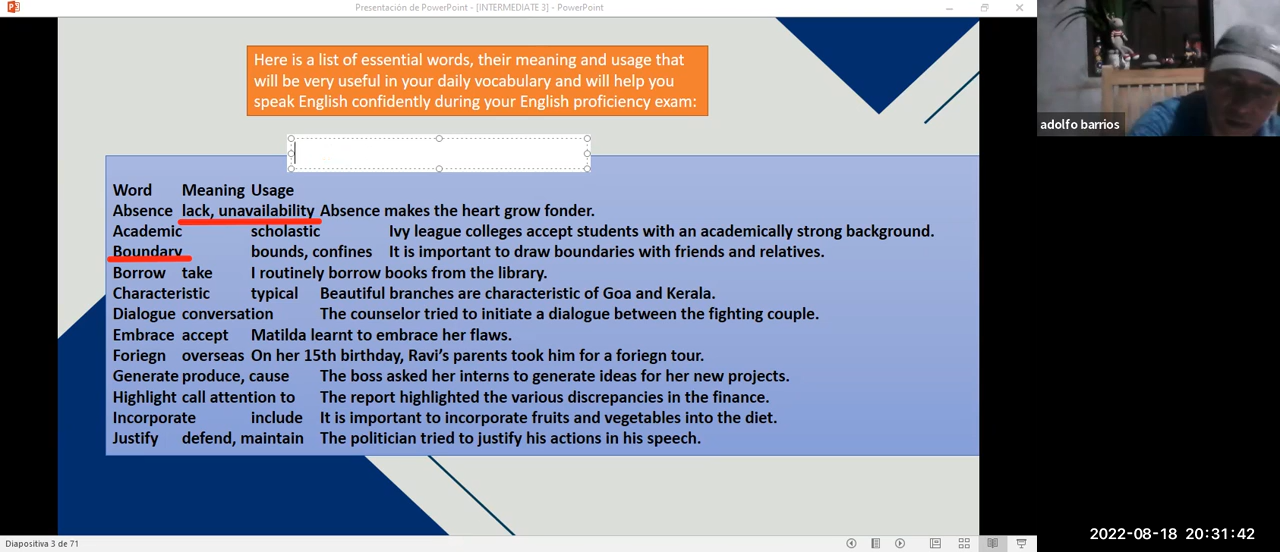 Presentación de PowerPoint - [INTERMEDIATE 3] - PowerPoint
Here is a list of essential words, their meaning and usage that
will be very useful in your daily vocabulary and will help you
speak English confidently during your English proficiency exam:
adolfo barrios
Word Meaning Usage
Absence lack, unavailability Absence makes the heart grow fonder.
Academic scholastic Ivy league colleges accept students with an academically strong background.
Boundary bounds, confines It is important to draw boundaries with friends and relatives.
Borrow take I routinely borrow books from the library.
Characteristic typical Beautiful branches are characteristic of Goa and Kerala.
Dialogue conversation The counselor tried to initiate a dialogue between the fighting couple.
Embrace accept Matilda learnt to embrace her flaws.
Foriegn overseas On her 15th birthday, Ravi's parents took him for a foriegn tour.
Generate produce, cause The boss asked her interns to generate ideas for her new projects.
Highlight call attention to The report highlighted the various discrepancies in the finance.
Incorporate include It is important to incorporate fruits and vegetables into the diet.
Justify defend, maintain The politician tried to justify his actions in his speech.
Diapositiva 3 de 71
2022-08-18 20:31:42